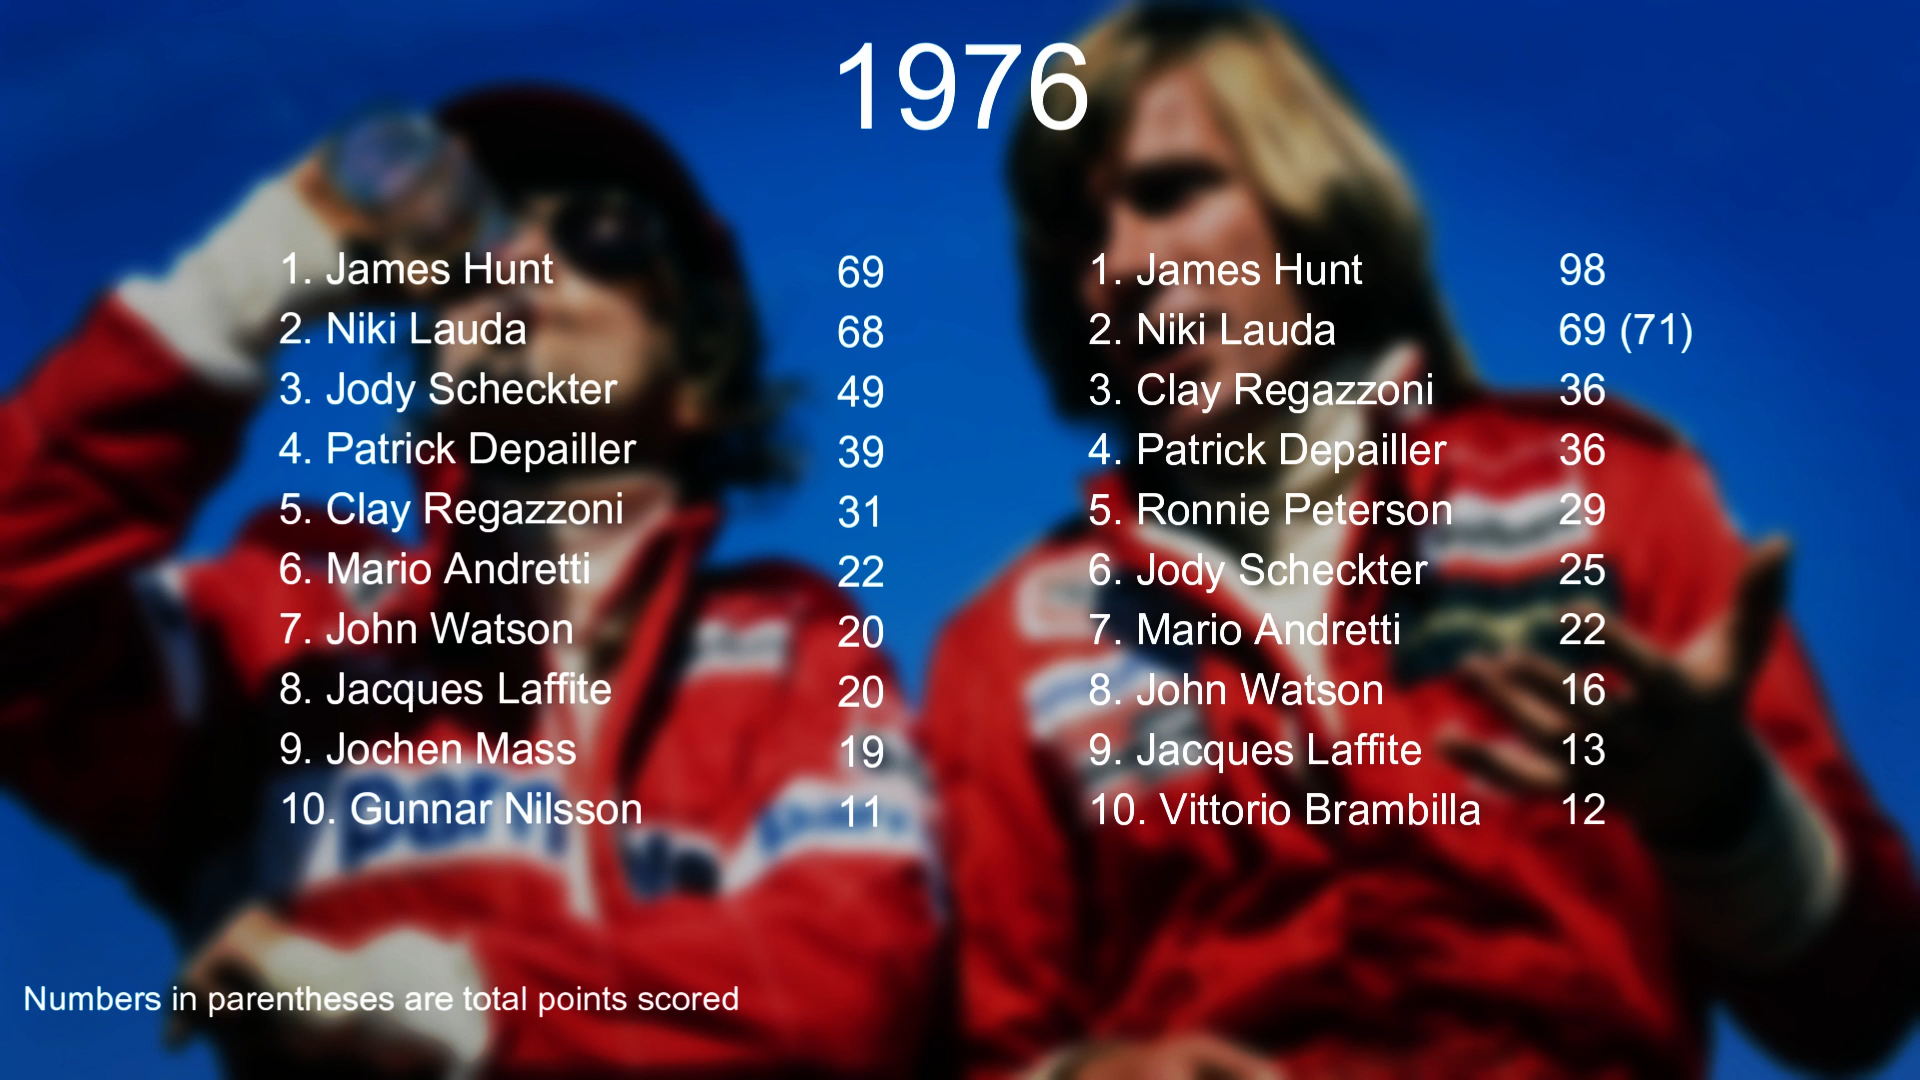 1976
1. James Hunt 69
2. Niki Lauda 68
3. Jody Scheckter 49
4. Patrick Depailler 39
5. Clay Regazzoni 31
6. Mario Andretti 22
7. John Watson 20
8. Jacques Laffite 20
9. Jochen Mass 19
10. Gunnar Nilsson 11
1. James Hunt 98
2. Niki Lauda 69 (71)
3. Clay Regazzoni 36
4. Patrick Depailler 36
5. Ronnie Peterson 29
6. Jody Scheckter 25
7. Mario Andretti 22
8. John Watson 16
9. Jacques Laffite 13
10. Vittorio Brambilla 12
Numbers in parentheses are total points scored